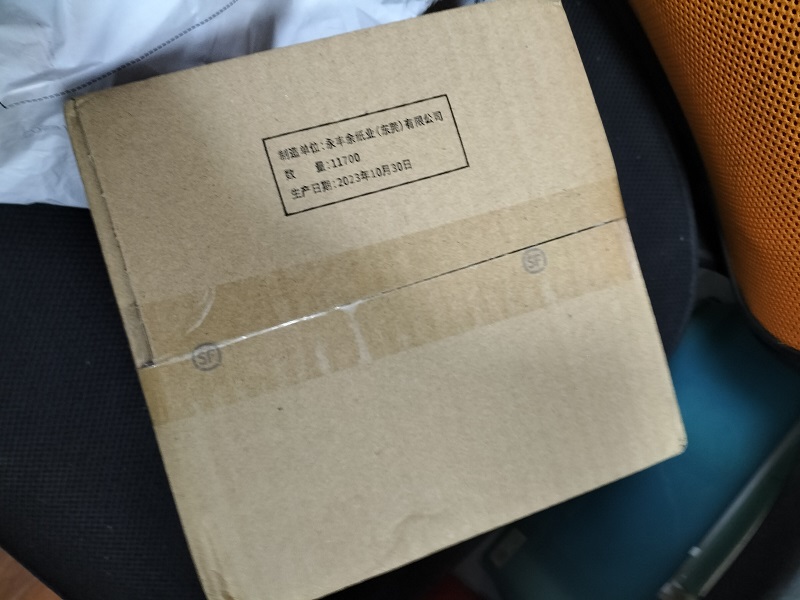 制造单位:永丰余纸业(东莞)有限公司
数 量:11700
生产日期:2023年10月30日
SF
SF